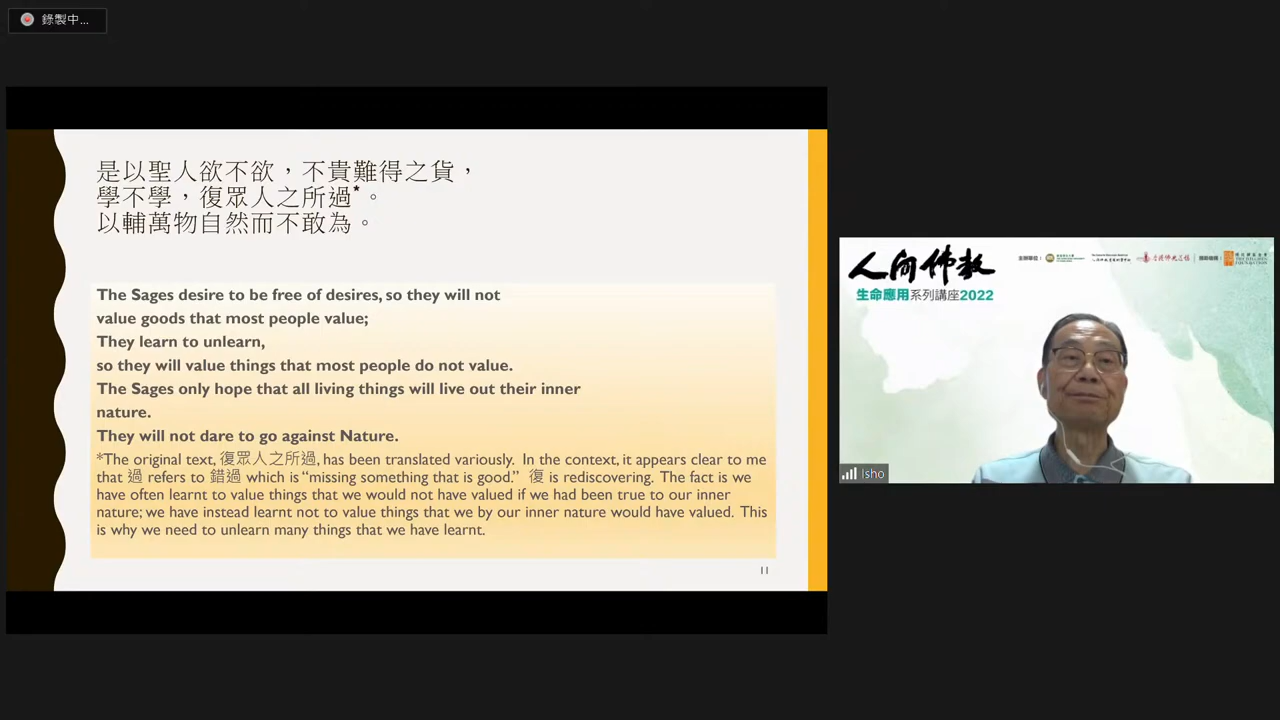 錄製中...
是以聖人欲不欲，不貴難得之貨，
學不學，復眾人之所過*。
以輔萬物自然而不敢為。
The Sages desire to be free of desires, so they will not
value goods that most people value;
They learn to unlearn,
so they will value things that most people do not value.
The Sages only hope that all living things will live out their inner
nature.
They will not dare to go against Nature.
*The original text, 復眾人之所過, has been translated variously.  In the context, it appears clear to me
that 過 refers to 錯過 which is “missing something that is good.”  復 is rediscovering.  The fact is we
have often learnt to value things that we would not have valued if we had been true to our inner
nature; we have instead learnt not to value things that we by our inner nature would have valued.  This
is why we need to unlearn many things that we have learnt.
11
人间佛教
生命應用系列講座2022
主辦單位：
Isho